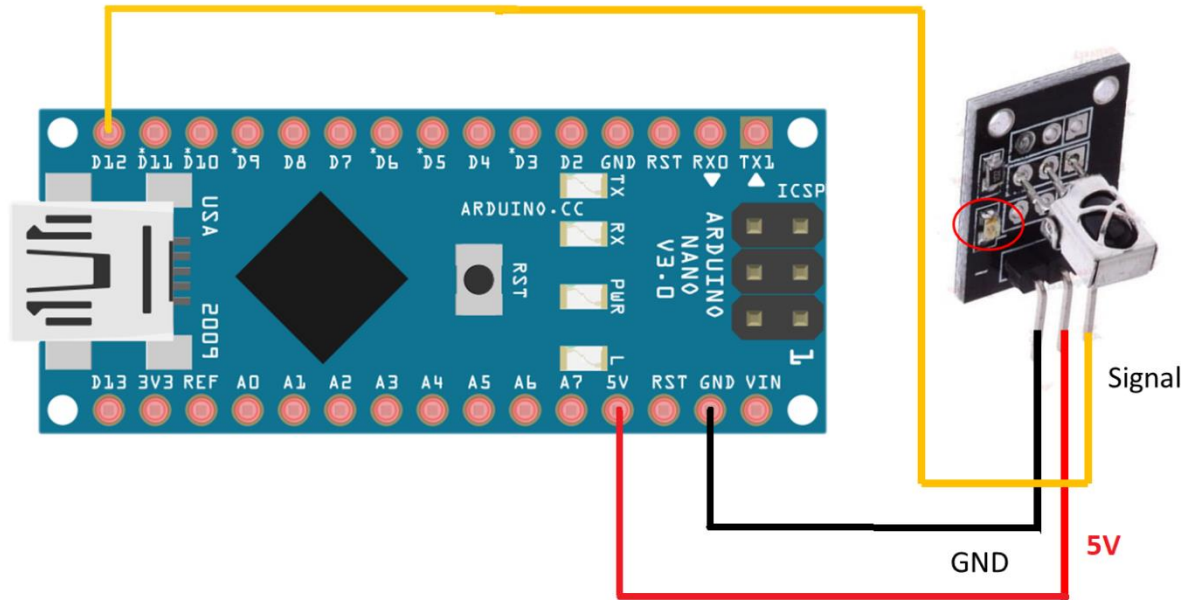 D12 *D11 *D10 *D9 D8 D7 *D6 *D5 D4 *D3 D2 GND RST RX0 TX1
TX
ICSP
USA
ARDUINO.CC
RX
ARDUINO
NANO
V3.0
RST
PWR
2009
L
1
D13 3V3 REF A0 A1 A2 A3 A4 A5 A6 A7 5V RST GND VIN
Signal
5V
GND